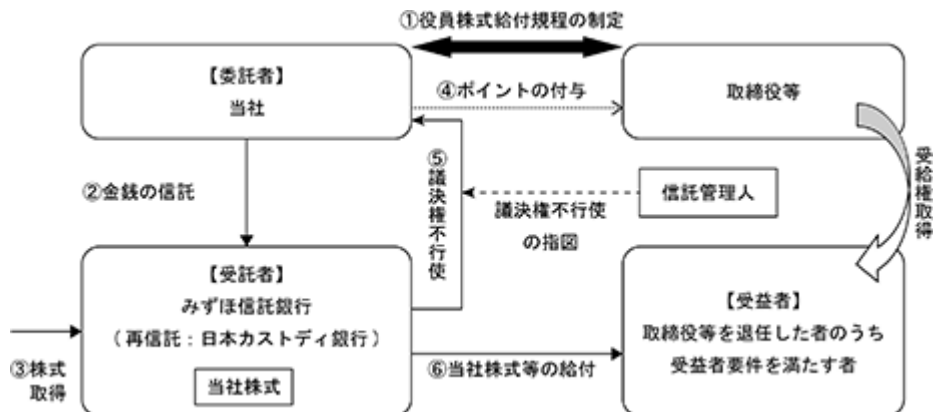 ①役員株式給付規程の制定
【委託者】
当社
④ポイントの付与
取締役等
②金銭の信託
⑤議決権不行使
議決権不行使
の指図
信託管理人
受給権取得
【受託者】
みずほ信託銀行
（再信託：日本カストディ銀行）
当社株式
③株式
取得
⑥当社株式等の給付
【受益者】
取締役等を退任した者のうち
受益者要件を満たす者